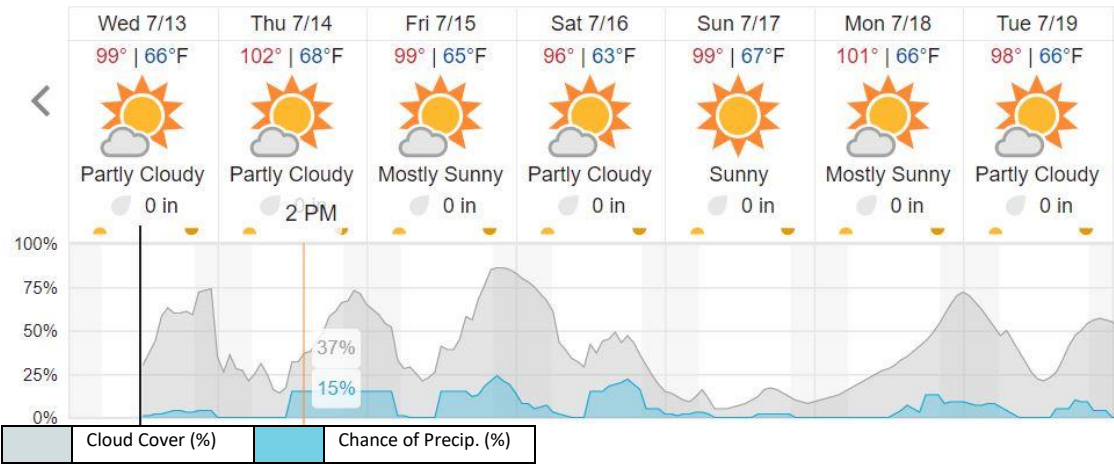 Wed 7/13 Thu 7/14 Fri 7/15 Sat 7/16 Sun 7/17 Mon 7/18 Tue 7/19
99° | 66°F 102° | 68°F 99° | 65°F 96° | 63°F 99° | 67°F 101° | 66°F 98° | 66°F
Partly Cloudy Partly Cloudy Mostly Sunny Partly Cloudy Sunny Mostly Sunny Partly Cloudy
0 in 0 in 0 in 0 in 0 in 0 in 0 in
2 PM
100%
75%
50%
37%
25%
15%
0%
Cloud Cover (%) Chance of Precip. (%)